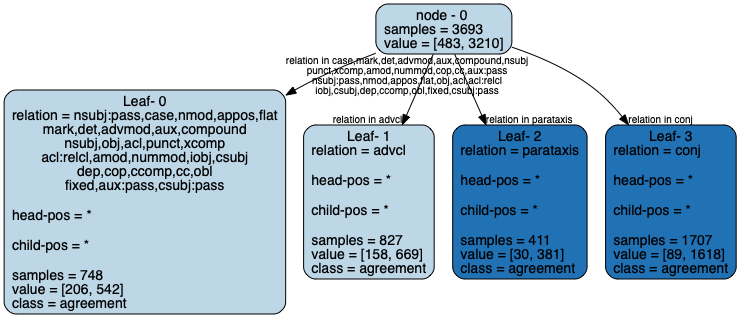 node - 0
samples = 3693
value = [483, 3210]
relation in case,mark,det,advmod,aux,compound,nsubj
punct,xcomp,amod,nummod,cop,cc,aux:pass
nsubj:pass,nmod,appos,flat,obj,acl,acl:relcl
iobj,csubj,dep,ccomp,obl,fixed,csubj:pass
relation in advcl
relation in parataxis
relation in conj
Leaf- 0
relation = nsubj:pass,case,nmod,appos,flat
mark,det,advmod,aux,compound
nsubj,obj,acl,punct,xcomp
acl:relcl,amod,nummod,iobj,csubj
dep,cop,ccomp,cc,obl
fixed,aux:pass,csubj:pass
head-pos = *
child-pos = *
samples = 748
value = [206, 542]
class = agreement
Leaf- 1
relation = advcl
head-pos = *
child-pos = *
samples = 827
value = [158, 669]
class = agreement
Leaf- 2
relation = parataxis
head-pos = *
child-pos = *
samples = 411
value = [30, 381]
class = agreement
Leaf- 3
relation = conj
head-pos = *
child-pos = *
samples = 1707
value = [89, 1618]
class = agreement